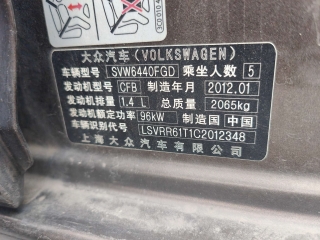 大众汽车(VOLKSWAGEN)
车辆型号 SVW6440FGD 乘坐人数 5
发动机型号 CFB 制造年月 2012.01
发动机排量 1.4 L 总质量 2065kg
发动机额定功率 96kW 制造国 中国
车辆识别代号 LSVRR61T1C2012348
上海大众汽车有限公司